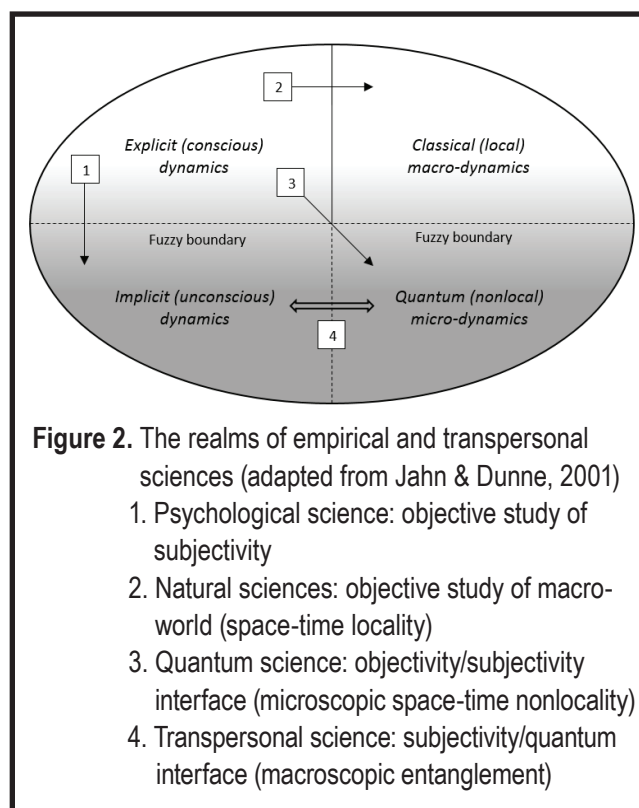 2
Explicit (conscious)
dynamics
Classical (local)
macro-dynamics
1
3
Fuzzy boundary
Fuzzy boundary
Implicit (unconscious)
dynamics
Quantum (nonlocal)
micro-dynamics
4
Figure 2. The realms of empirical and transpersonal
sciences (adapted from Jahn & Dunne, 2001)
1. Psychological science: objective study of
subjectivity
2. Natural sciences: objective study of macro-
world (space-time locality)
3. Quantum science: objectivity/subjectivity
interface (microscopic space-time nonlocality)
4. Transpersonal science: subjectivity/quantum
interface (macroscopic entanglement)